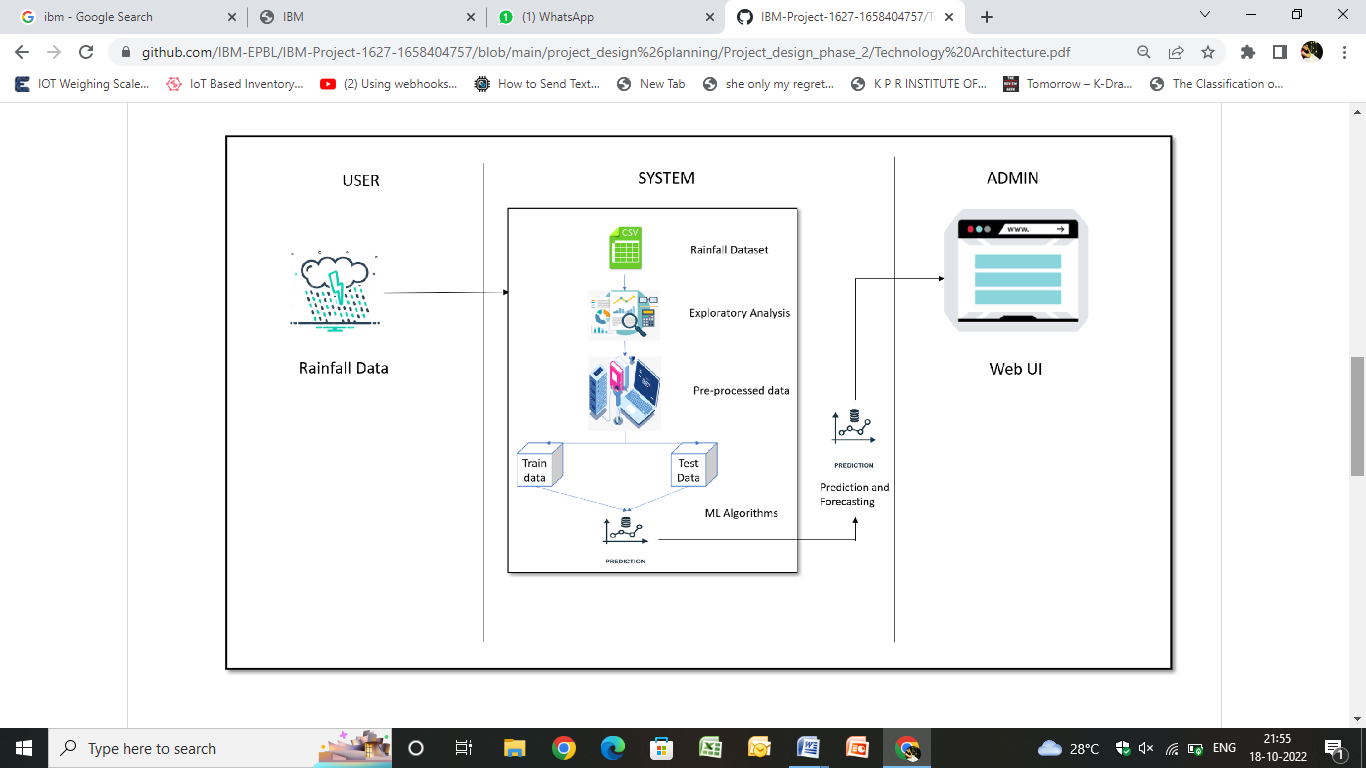 ibm - Google Search
IBM
(1) WhatsApp
IBM-Project-1627-1658404757/T
github.com/IBM-EPBL/IBM-Project-1627-1658404757/blob/main/project_design%26planning/Project_design_phase_2/Technology%20Architecture.pdf
IOT Weighing Scale...
IoT Based Inventory...
(2) Using webhooks...
How to Send Text...
New Tab
she only my regret...
K P R INSTITUTE OF...
Tomorrow – K-Dra...
The Classification o...
USER
SYSTEM
ADMIN
CSV
www.
Rainfall Dataset
Exploratory Analysis
Rainfall Data
Web UI
Pre-processed data
Train
data
Test
Data
PREDICTION
Prediction and
Forecasting
ML Algorithms
PREDICTION
Type here to search
28°C
ENG
21:55
18-10-2022
1